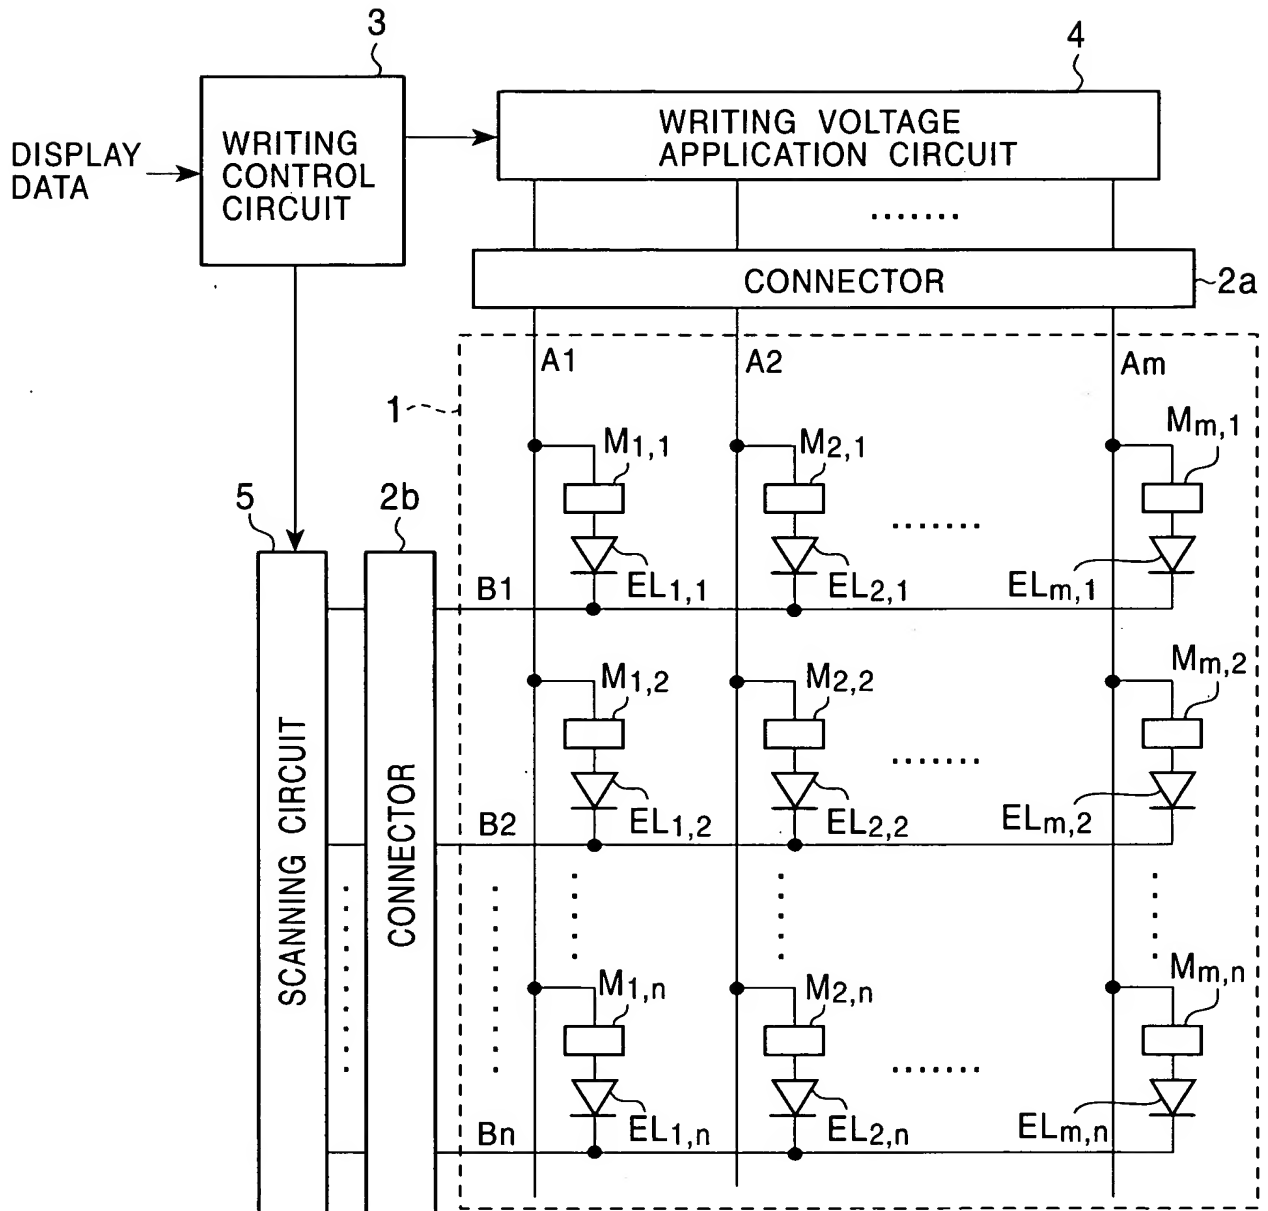 3
4
WRITING VOLTAGE
APPLICATION CIRCUIT
DISPLAY
DATA
WRITING
CONTROL
CIRCUIT
CONNECTOR
2a
A1 A2 Am
1
M1,1 M2,1 Mm,1
5 2b
EL1,1 EL2,1 ELm,1
B1
M1,2 M2,2 Mm,2
EL1,2 EL2,2 ELm,2
B2
SCANNING CIRCUIT
CONNECTOR
M1,n M2,n Mm,n
EL1,n EL2,n ELm,n
Bn